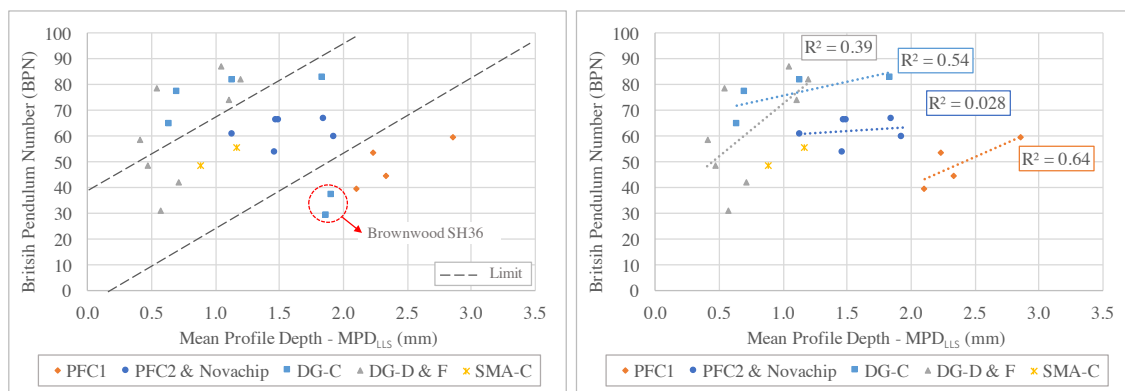 Britsih Pendulum Number (BPN)
100
90
80
70
60
50
40
30
20
10
0
Brownwood SH36
Limit
0.0 0.5 1.0 1.5 2.0 2.5 3.0 3.5
Mean Profile Depth - MPDLLS (mm)
PFC1 PFC2 & Novachip DG-C DG-D & F SMA-C
Britsih Pendulum Number (BPN)
100
90
80
70
60
50
40
30
20
10
0
R² = 0.39
R² = 0.54
R² = 0.028
R² = 0.64
0.0 0.5 1.0 1.5 2.0 2.5 3.0 3.5
Mean Profile Depth - MPDLLS (mm)
PFC1 PFC2 & Novachip DG-C DG-D & F SMA-C